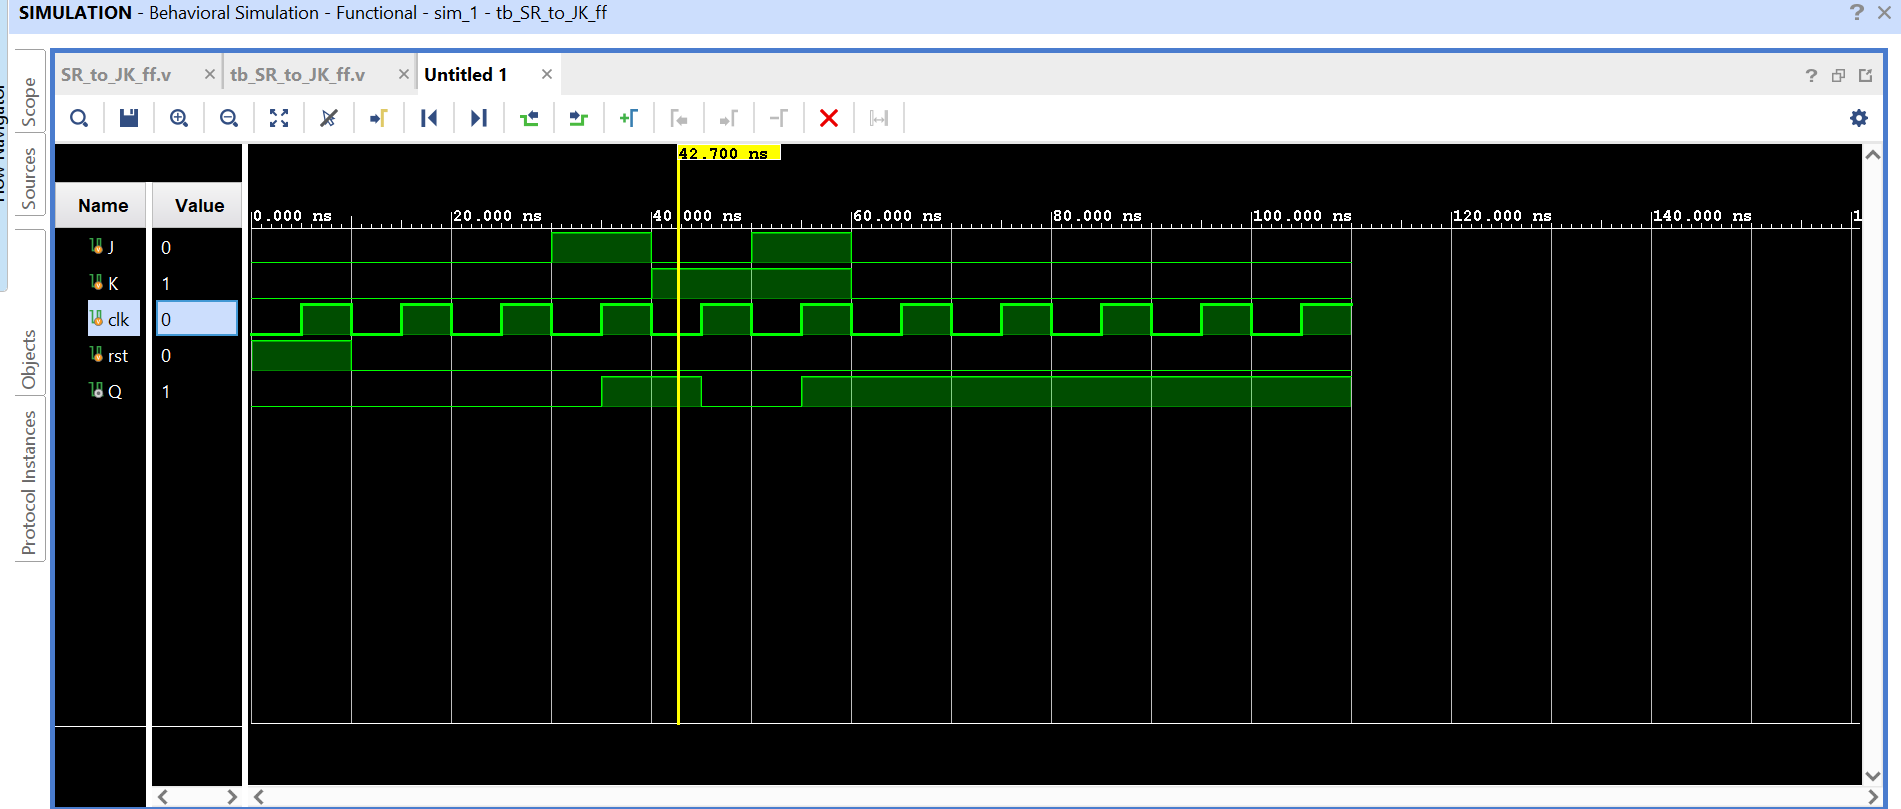 SIMULATION - Behavioral Simulation - Functional - sim_1 - tb_SR_to_JK_ff
SR_to_JK_ff.v
tb_SR_to_JK_ff.v
Untitled 1
Scope
Sources
Objects
Protocol Instances
42.700 ns
Name Value
0.000 ns 20.000 ns 40.000 ns 60.000 ns 80.000 ns 100.000 ns 120.000 ns 140.000 ns 1
J 0
K 1
clk 0
rst 0
Q 1